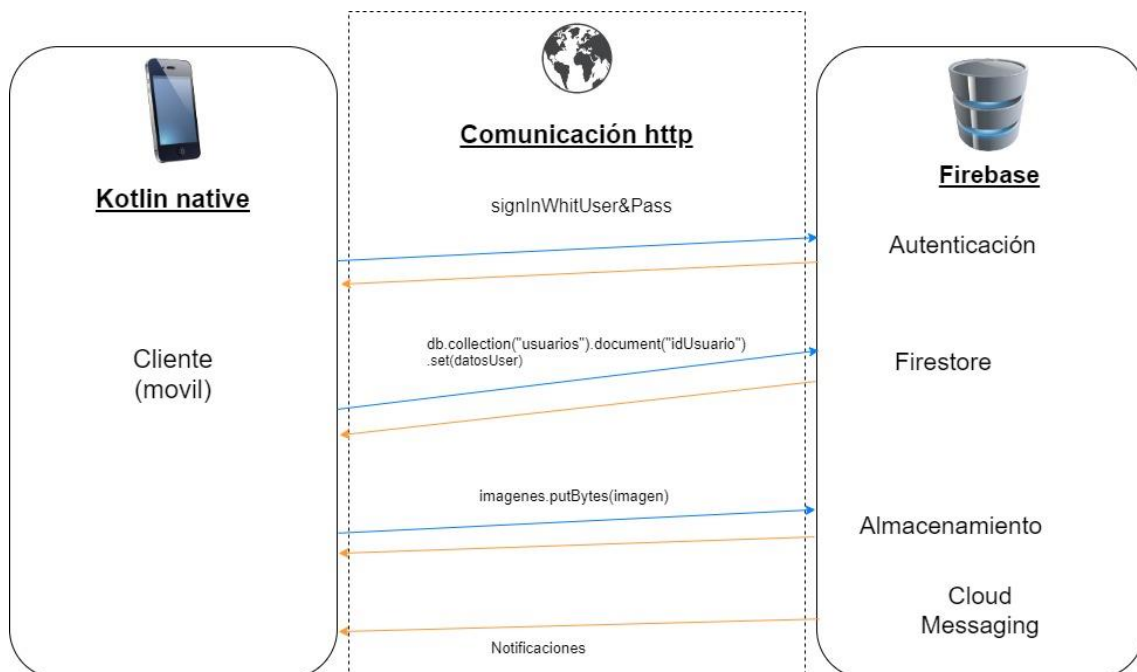 Comunicación http
Kotlin native
Firebase
signInWhitUser&Pass
Autenticación
db.collection("usuarios").document("idUsuario")
.set(datosUser)
Cliente
(movil)
Firestore
imagenes.putBytes(imagen)
Almacenamiento
Cloud
Messaging
Notificaciones